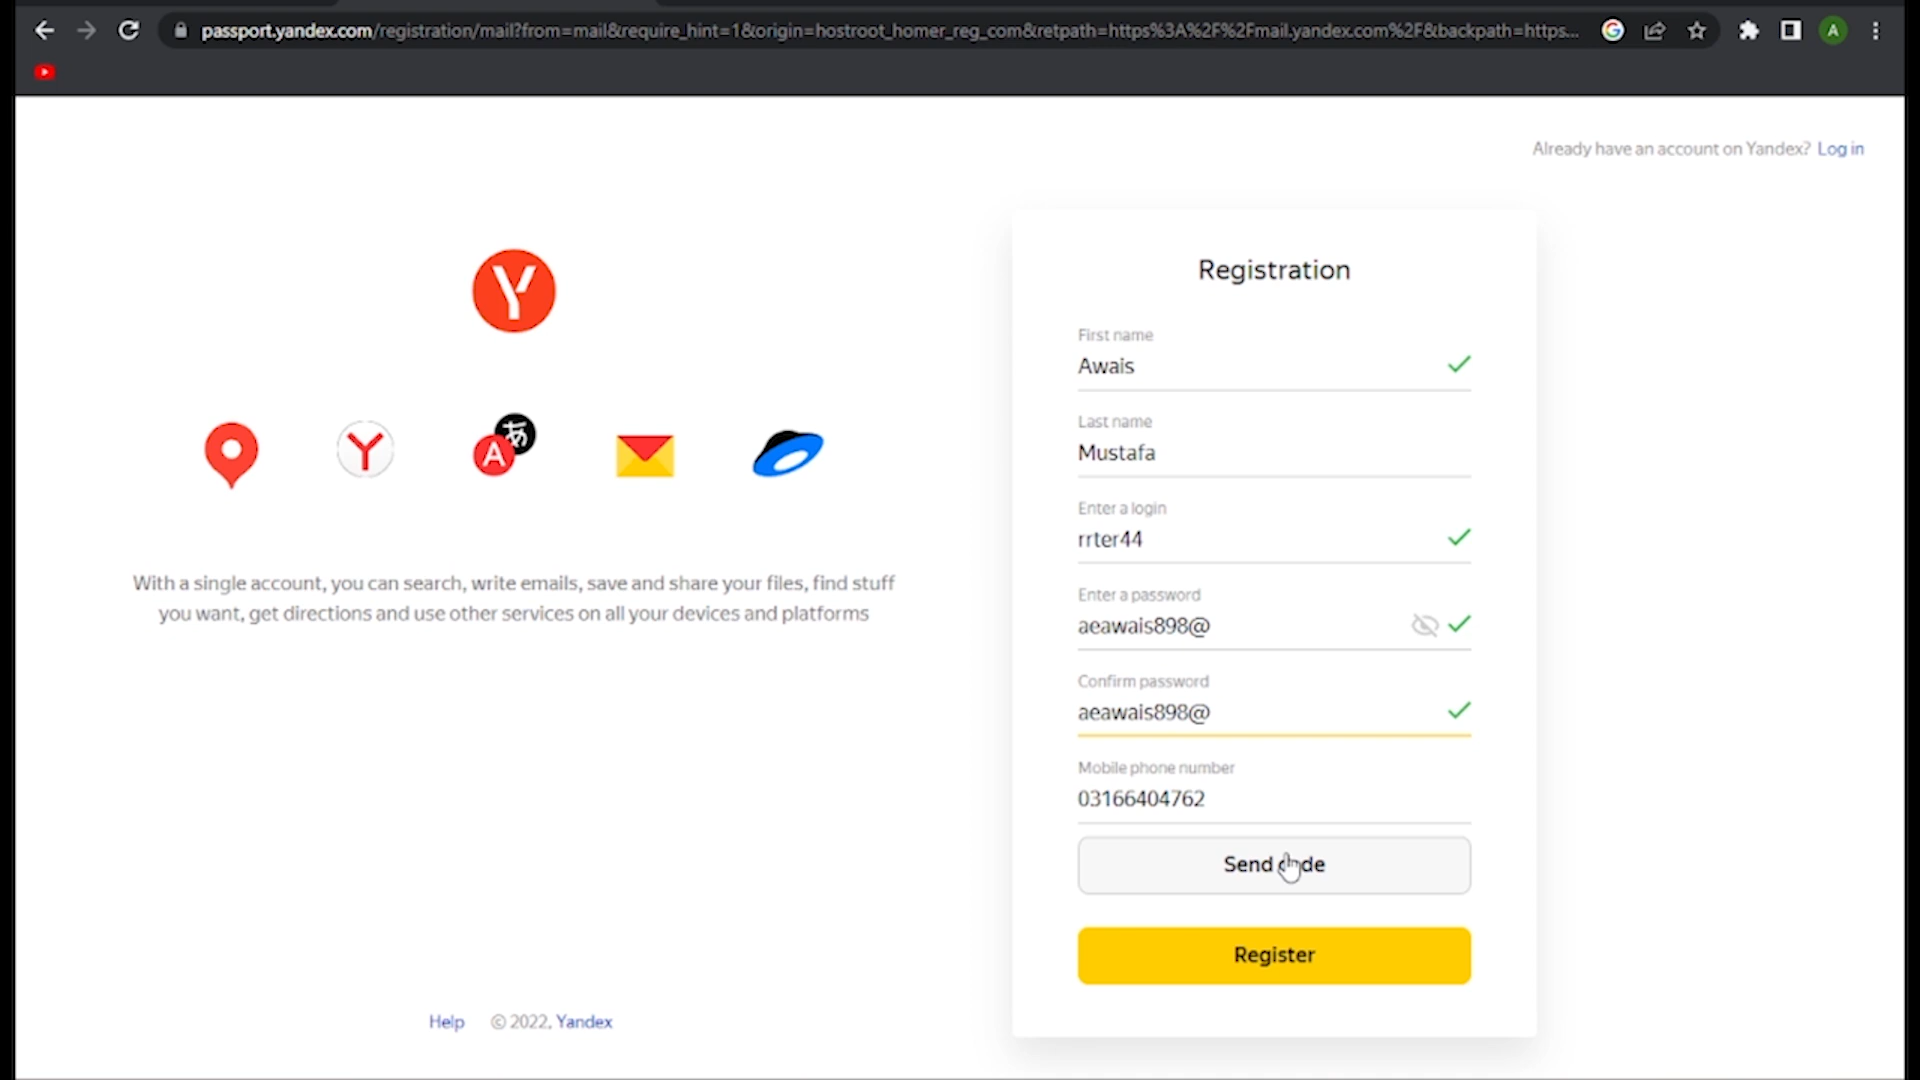 passport.yandex.com/registration/mail?from=mail&require_hint=1&origin=hostroot_homer_reg_com&retpath=https%3A%2F%2Fmail.yandex.com%2F&backpath=https...
A
Already have an account on Yandex? Log in
Registration
First name
Awais
Last name
Mustafa
Enter a login
rrter44
Enter a password
aeawais898@
Confirm password
aeawais898@
Mobile phone number
03166404762
Send
Register
Y
Y
A あ
With a single account, you can search, write emails, save and share your files, find stuff
you want, get directions and use other services on all your devices and platforms
Help © 2022, Yandex